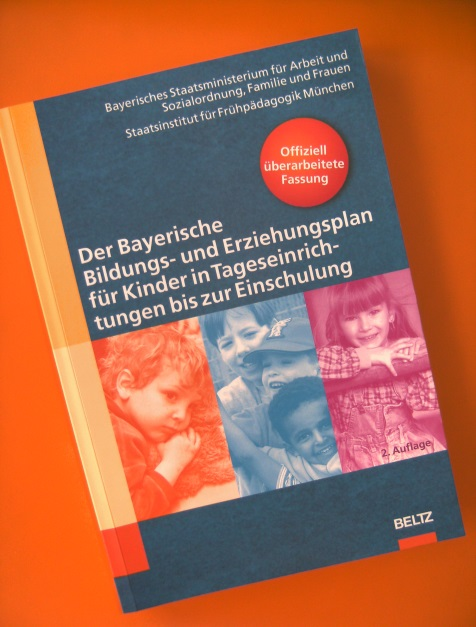 Bayerisches Staatsministerium für Arbeit und
Sozialordnung, Familie und Frauen
Staatsinstitut für Frühpädagogik München
Offiziell
überarbeitete
Fassung
Der Bayerische
Bildungs- und Erziehungsplan
für Kinder in Tageseinrich-
tungen bis zur Einschulung
2. Auflage
BELTZ